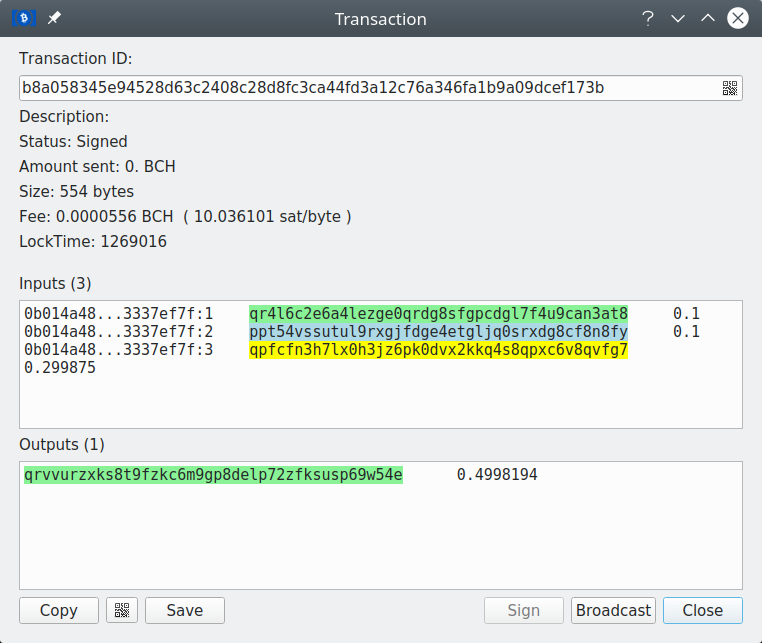 Transaction
Transaction ID:
b8a058345e94528d63c2408c28d8fc3ca44fd3a12c76a346fa1b9a09dcef173b
Description:
Status: Signed
Amount sent: 0. BCH
Size: 554 bytes
Fee: 0.0000556 BCH ( 10.036101 sat/byte )
LockTime: 1269016
Inputs (3)
0b014a48...3337ef7f:1 qr4l6c2e6a4lezge0qrdg8sfgpcdgl7f4u9can3at8 0.1
0b014a48...3337ef7f:2 ppt54vssutul9rxgjfdge4etgljq0srxdg8cf8n8fy 0.1
0b014a48...3337ef7f:3 qpfcfn3h7lx0h3jz6pk0dvx2kkq4s8qpxc6v8qvfg7
0.299875
Outputs (1)
qrvvurzxks8t9fzkc6m9gp8delp72zfksusp69w54e 0.4998194
Copy Save Sign Broadcast Close